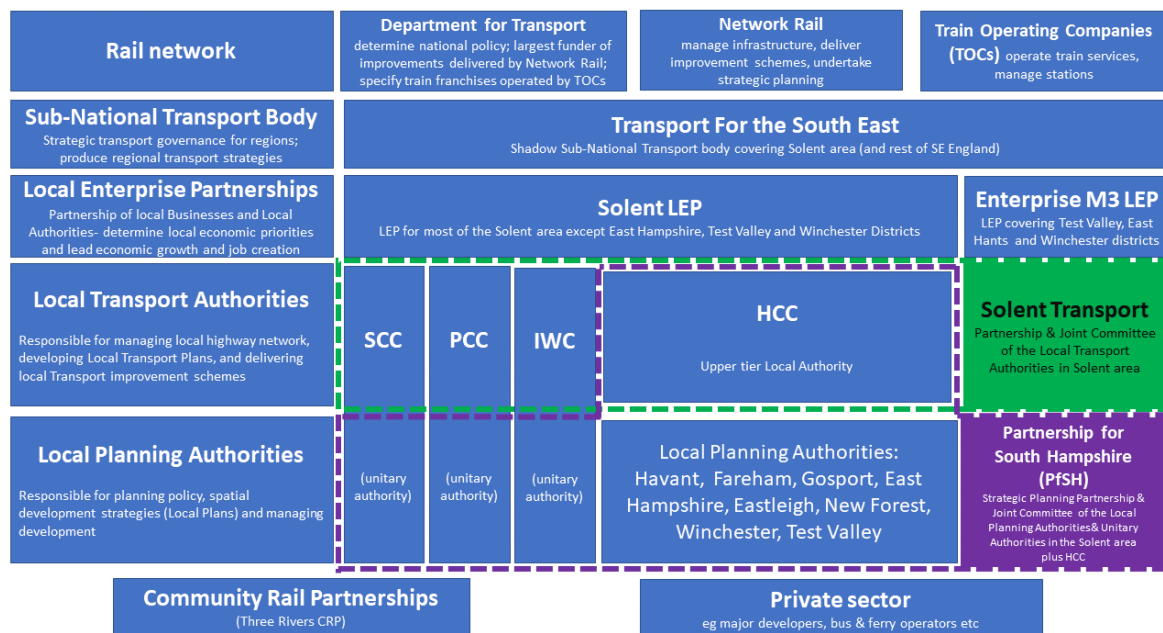 Rail network
Department for Transport
determine national policy; largest funder of
improvements delivered by Network Rail;
specify train franchises operated by TOCs
Network Rail
manage infrastructure, deliver
improvement schemes, undertake
strategic planning
Train Operating Companies
(TOCs) operate train services,
manage stations
Sub-National Transport Body
Strategic transport governance for regions;
produce regional transport strategies
Transport For the South East
Shadow Sub-National Transport body covering Solent area (and rest of SE England)
Local Enterprise Partnerships
Partnership of local Businesses and Local
Authorities- determine local economic priorities
and lead economic growth and job creation
Solent LEP
LEP for most of the Solent area except East Hampshire, Test Valley and Winchester Districts
Enterprise M3 LEP
LEP covering Test Valley, East
Hants and Winchester districts
Local Transport Authorities
Responsible for managing local highway network,
developing Local Transport Plans, and delivering
local Transport improvement schemes
SCC
PCC
IWC
HCC
Upper tier Local Authority
Solent Transport
Partnership & Joint Committee
of the Local Transport
Authorities in Solent area
Local Planning Authorities
Responsible for planning policy, spatial
development strategies (Local Plans) and managing
development
(unitary
authority)
(unitary
authority)
(unitary
authority)
Local Planning Authorities:
Havant, Fareham, Gosport, East
Hampshire, Eastleigh, New Forest,
Winchester, Test Valley
Partnership for
South Hampshire
(PfSH)
Strategic Planning Partnership &
Joint Committee of the Local
Planning Authorities& Unitary
Authorities in the Solent area
plus HCC
Community Rail Partnerships
(Three Rivers CRP)
Private sector
eg major developers, bus & ferry operators etc